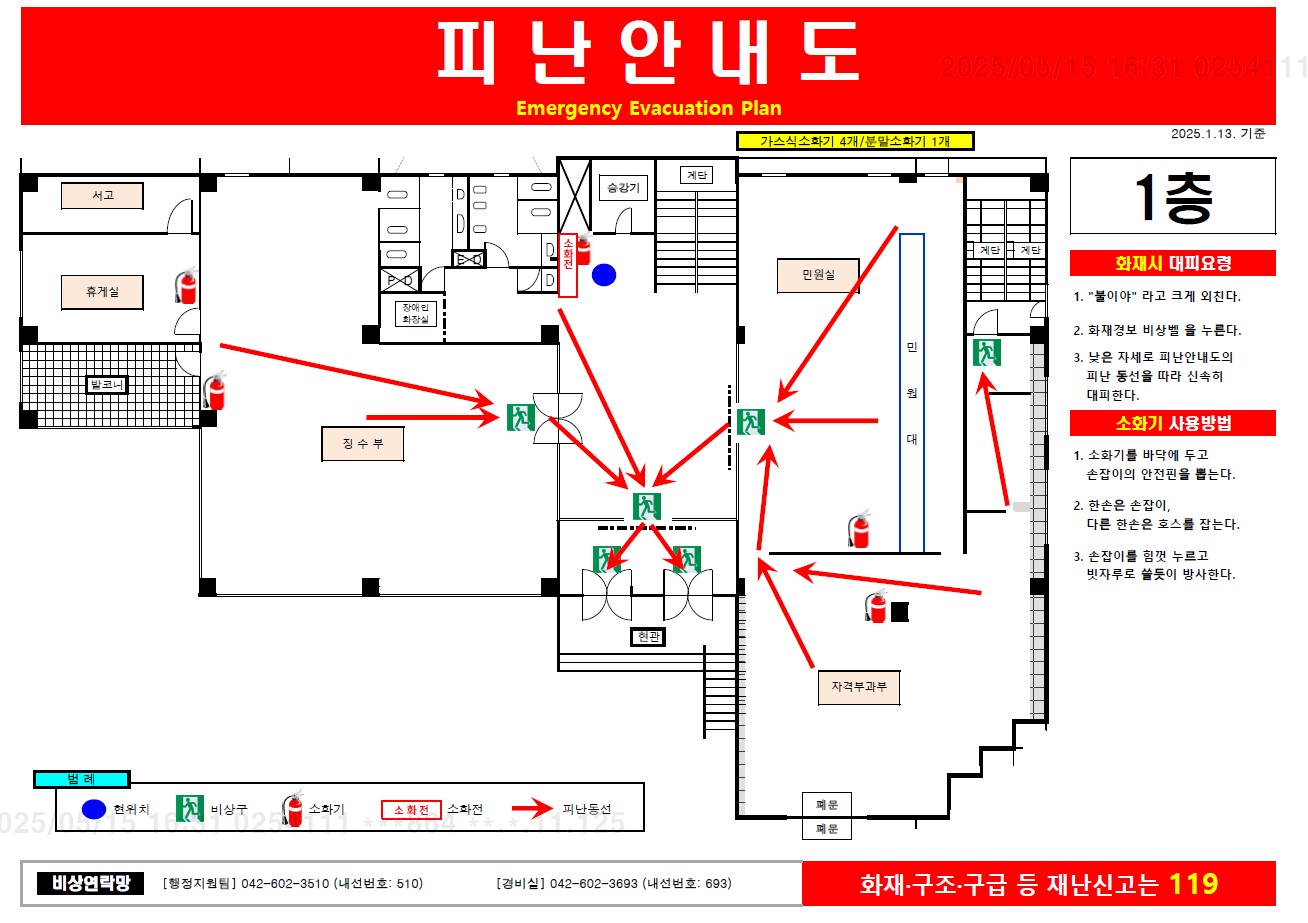 피난안내도
2025/05/15 16:31 0254111
Emergency Evacuation Plan
2025.1.13. 기준
가스식소화기 4개/분말소화기 1개
1층
서고
휴게실
발코니
징 수 부
P D
E D
장애인
화장실
소화전
승강기
계단
민원실
민원대
계단
계단
현관
자격부과부
폐문
폐문
화재시 대피요령
1. "불이야" 라고 크게 외친다.
2. 화재경보 비상벨 을 누른다.
3. 낮은 자세로 피난안내도의
피난 동선을 따라 신속히
대피한다.
소화기 사용방법
1. 소화기를 바닥에 두고
손잡이의 안전핀을 뽑는다.
2. 한손은 손잡이,
다른 한손은 호스를 잡는다.
3. 손잡이를 힘껏 누르고
빗자루로 쓸듯이 방사한다.
범 례
현위치
비상구
소화기
소화전 소화전
피난동선
025/05/15 16:31 0254111 ***864 **.*.11.125
비상연락망 [행정지원팀] 042-602-3510 (내선번호: 510) [경비실] 042-602-3693 (내선번호: 693)
화재·구조·구급 등 재난신고는 119